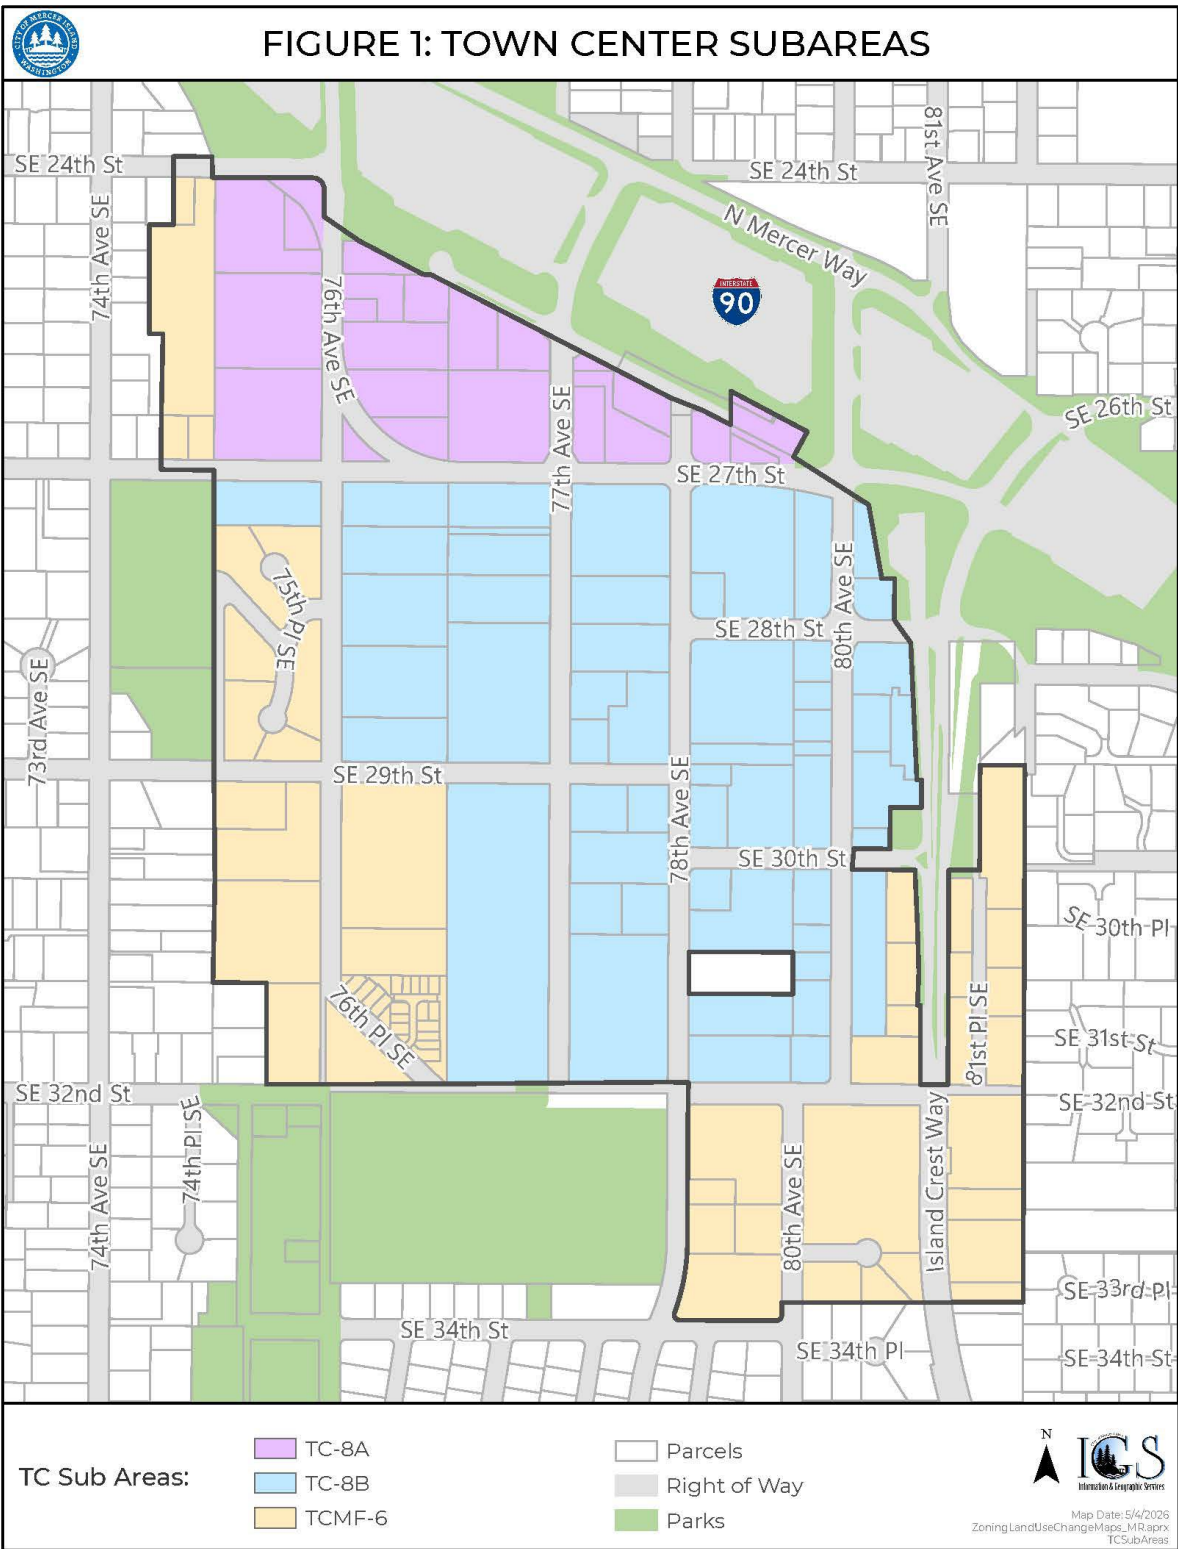 CITY OF MERCER ISLAND
WASHINGTON
FIGURE 1: TOWN CENTER SUBAREAS
SE 24th St
SE 24th St
81st Ave SE
74th Ave SE
N Mercer Way
INTERSTATE
90
76th Ave SE
SE 26th St
77th Ave SE
SE 27th St
75th Pl SE
80th Ave SE
SE 28th St
73rd Ave SE
SE 29th St
78th Ave SE
SE 30th St
SE 30th Pl
76th Pl SE
81st Pl SE
SE 31st St
SE 32nd St
SE 32nd St
74th Pl SE
74th Ave SE
80th Ave SE
Island Crest Way
SE 33rd Pl
SE 34th St
SE 34th Pl
SE 34th St
TC Sub Areas:
TC-8A
TC-8B
TCMF-6
Parcels
Right of Way
Parks
N
IGS
Information & Geographic Services
Map Date: 5/4/2026
ZoningLandUseChangeMaps_MR.aprx
TCSubAreas